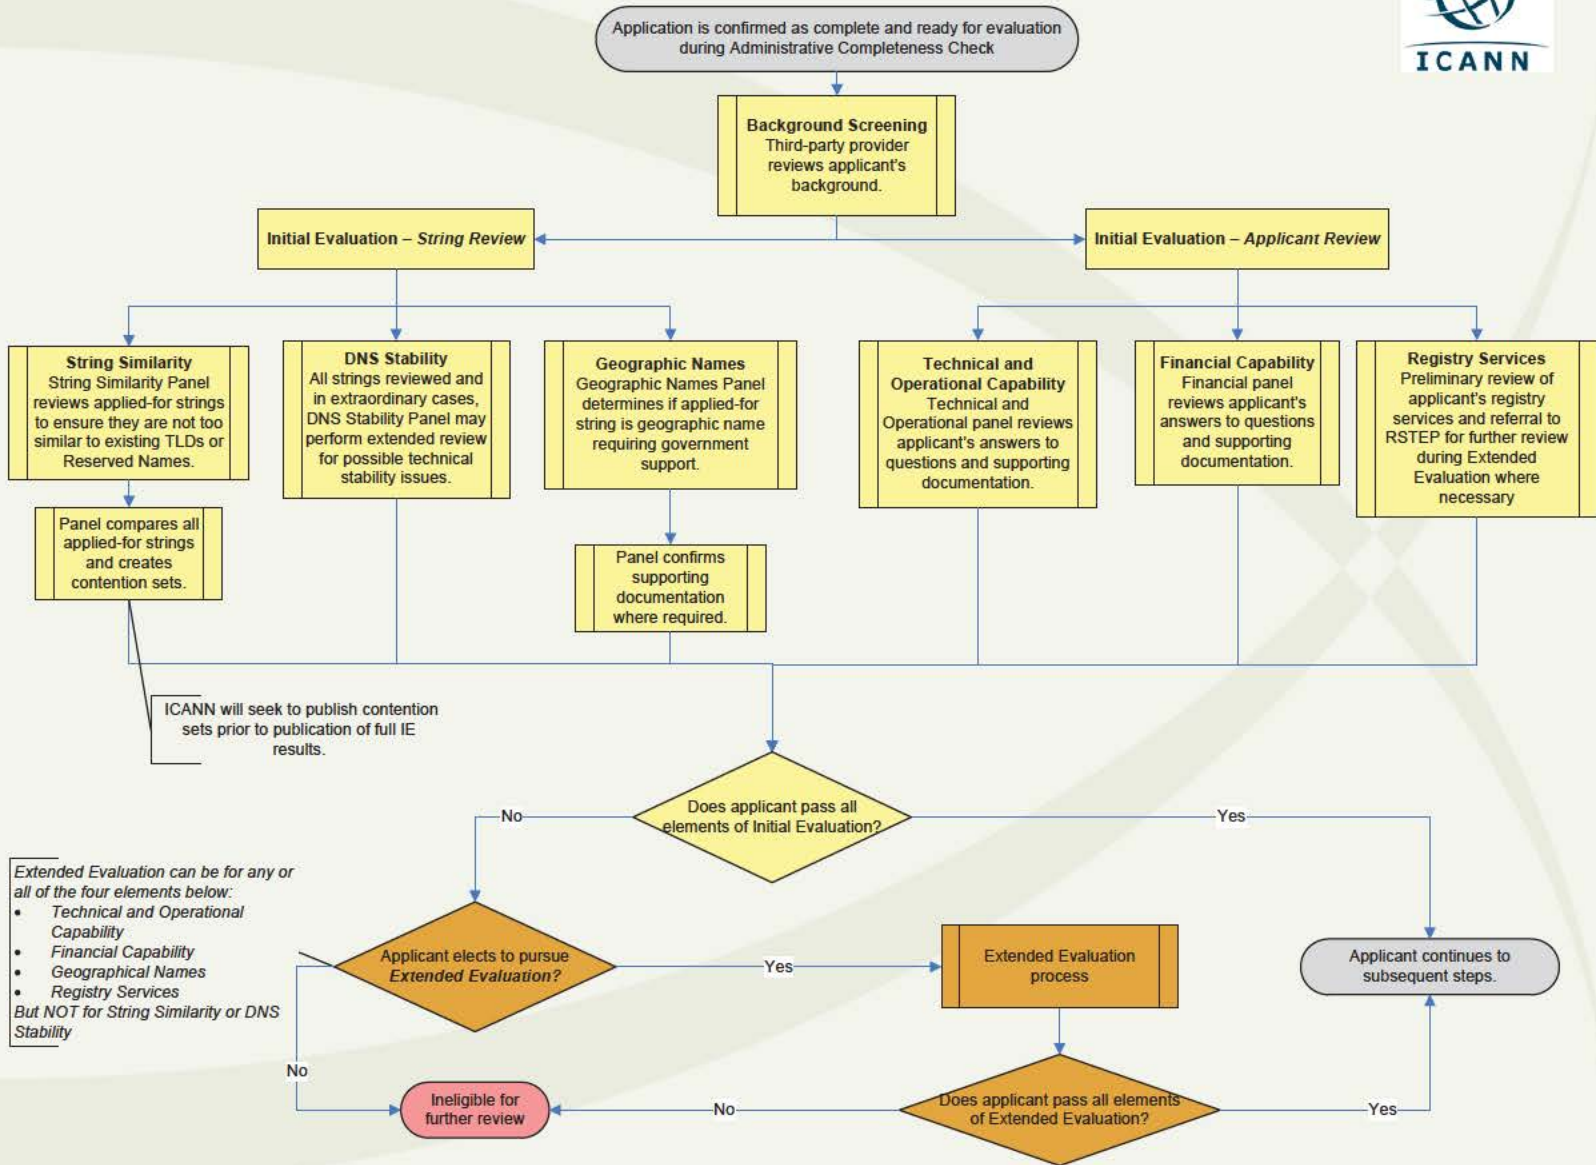 Application is confirmed as complete and ready for evaluation
during Administrative Completeness Check
ICANN
Background Screening
Third-party provider
reviews applicant's
background.
Initial Evaluation – String Review
Initial Evaluation – Applicant Review
String Similarity
String Similarity Panel
reviews applied-for strings
to ensure they are not too
similar to existing TLDs or
Reserved Names.
DNS Stability
All strings reviewed and
in extraordinary cases,
DNS Stability Panel may
perform extended review
for possible technical
stability issues.
Geographic Names
Geographic Names Panel
determines if applied-for
string is geographic name
requiring government
support.
Technical and
Operational Capability
Technical and
Operational panel reviews
applicant's answers to
questions and supporting
documentation.
Financial Capability
Financial panel
reviews applicant's
answers to questions
and supporting
documentation.
Registry Services
Preliminary review of
applicant's registry
services and referral to
RSTEP for further review
during Extended
Evaluation where
necessary
Panel compares all
applied-for strings
and creates
contention sets.
Panel confirms
supporting
documentation
where required.
ICANN will seek to publish contention
sets prior to publication of full IE
results.
Does applicant pass all
elements of Initial Evaluation?
No
Yes
Extended Evaluation can be for any or
all of the four elements below:
• Technical and Operational
Capability
• Financial Capability
• Geographical Names
• Registry Services
But NOT for String Similarity or DNS
Stability
Applicant elects to pursue
Extended Evaluation?
Yes
Extended Evaluation
process
Applicant continues to
subsequent steps.
No
Ineligible for
further review
No
Does applicant pass all elements
of Extended Evaluation?
Yes